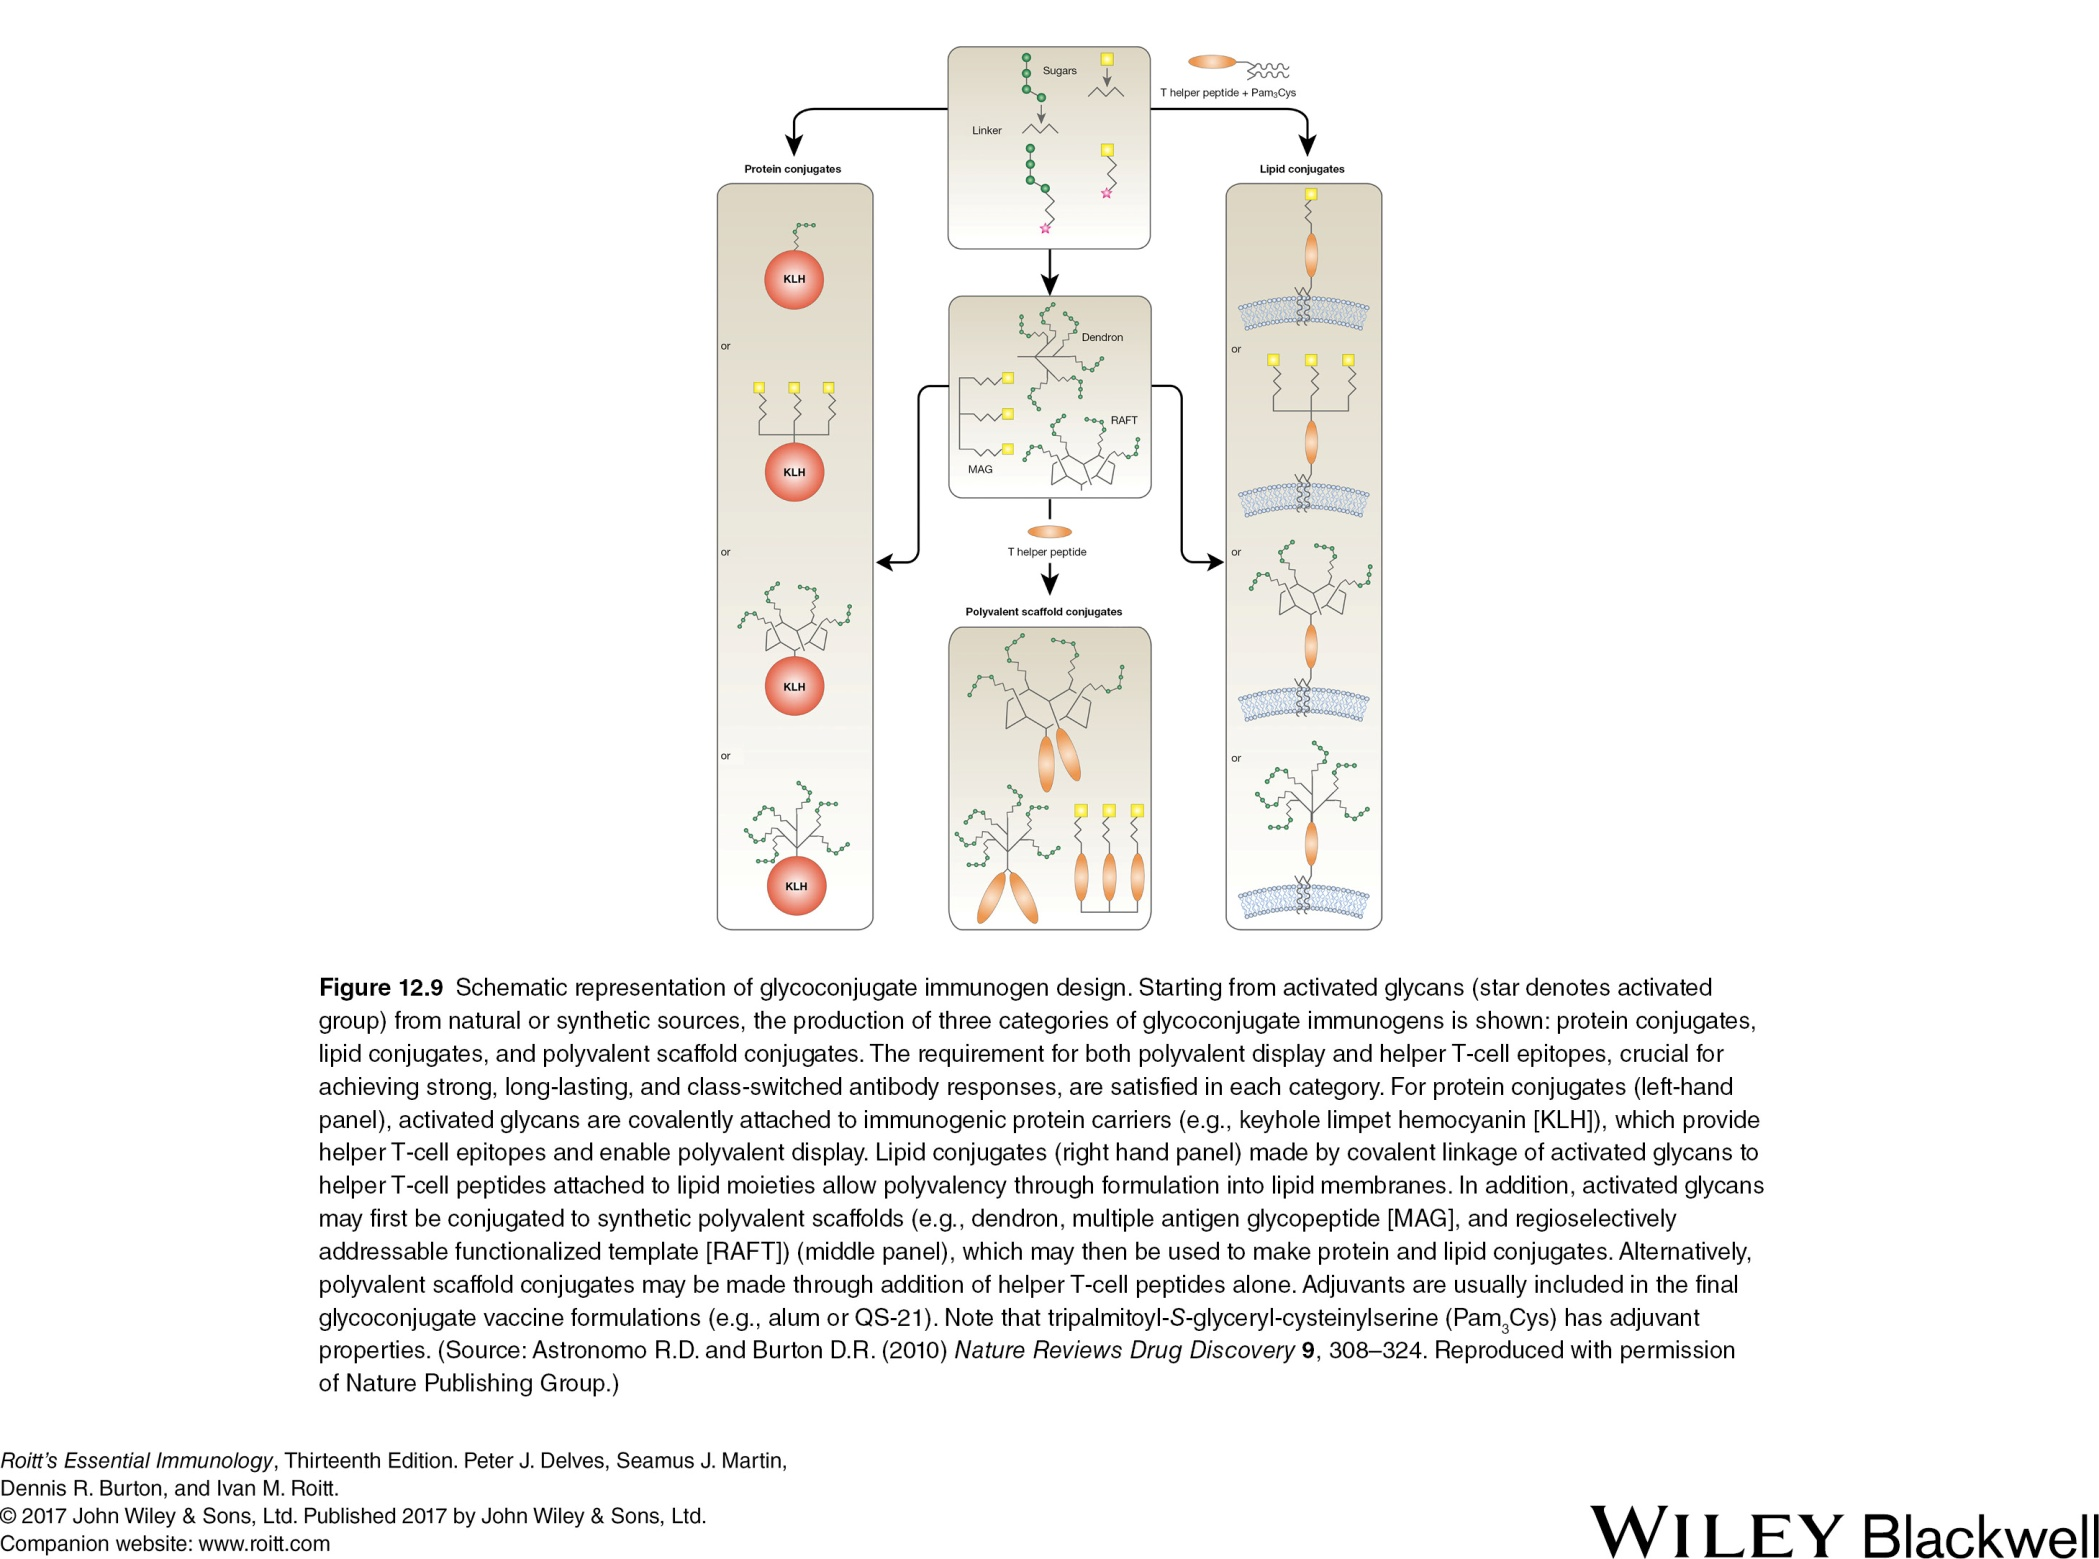 Sugars
T helper peptide + Pam3Cys
Linker
Protein conjugates
Lipid conjugates
KLH
or
KLH
or
KLH
or
KLH
Dendron
RAFT
MAG
T helper peptide
Polyvalent scaffold conjugates
or
or
or
Figure 12.9 Schematic representation of glycoconjugate immunogen design. Starting from activated glycans (star denotes activated
group) from natural or synthetic sources, the production of three categories of glycoconjugate immunogens is shown: protein conjugates,
lipid conjugates, and polyvalent scaffold conjugates. The requirement for both polyvalent display and helper T-cell epitopes, crucial for
achieving strong, long-lasting, and class-switched antibody responses, are satisfied in each category. For protein conjugates (left-hand
panel), activated glycans are covalently attached to immunogenic protein carriers (e.g., keyhole limpet hemocyanin [KLH]), which provide
helper T-cell epitopes and enable polyvalent display. Lipid conjugates (right hand panel) made by covalent linkage of activated glycans to
helper T-cell peptides attached to lipid moieties allow polyvalency through formulation into lipid membranes. In addition, activated glycans
may first be conjugated to synthetic polyvalent scaffolds (e.g., dendron, multiple antigen glycopeptide [MAG], and regioselectively
addressable functionalized template [RAFT]) (middle panel), which may then be used to make protein and lipid conjugates. Alternatively,
polyvalent scaffold conjugates may be made through addition of helper T-cell peptides alone. Adjuvants are usually included in the final
glycoconjugate vaccine formulations (e.g., alum or QS-21). Note that tripalmitoyl-S-glyceryl-cysteinylserine (Pam3Cys) has adjuvant
properties. (Source: Astronomo R.D. and Burton D.R. (2010) Nature Reviews Drug Discovery 9, 308–324. Reproduced with permission
of Nature Publishing Group.)
Roitt's Essential Immunology, Thirteenth Edition. Peter J. Delves, Seamus J. Martin,
Dennis R. Burton, and Ivan M. Roitt.
© 2017 John Wiley & Sons, Ltd. Published 2017 by John Wiley & Sons, Ltd.
Companion website: www.roitt.com
WILEY Blackwell